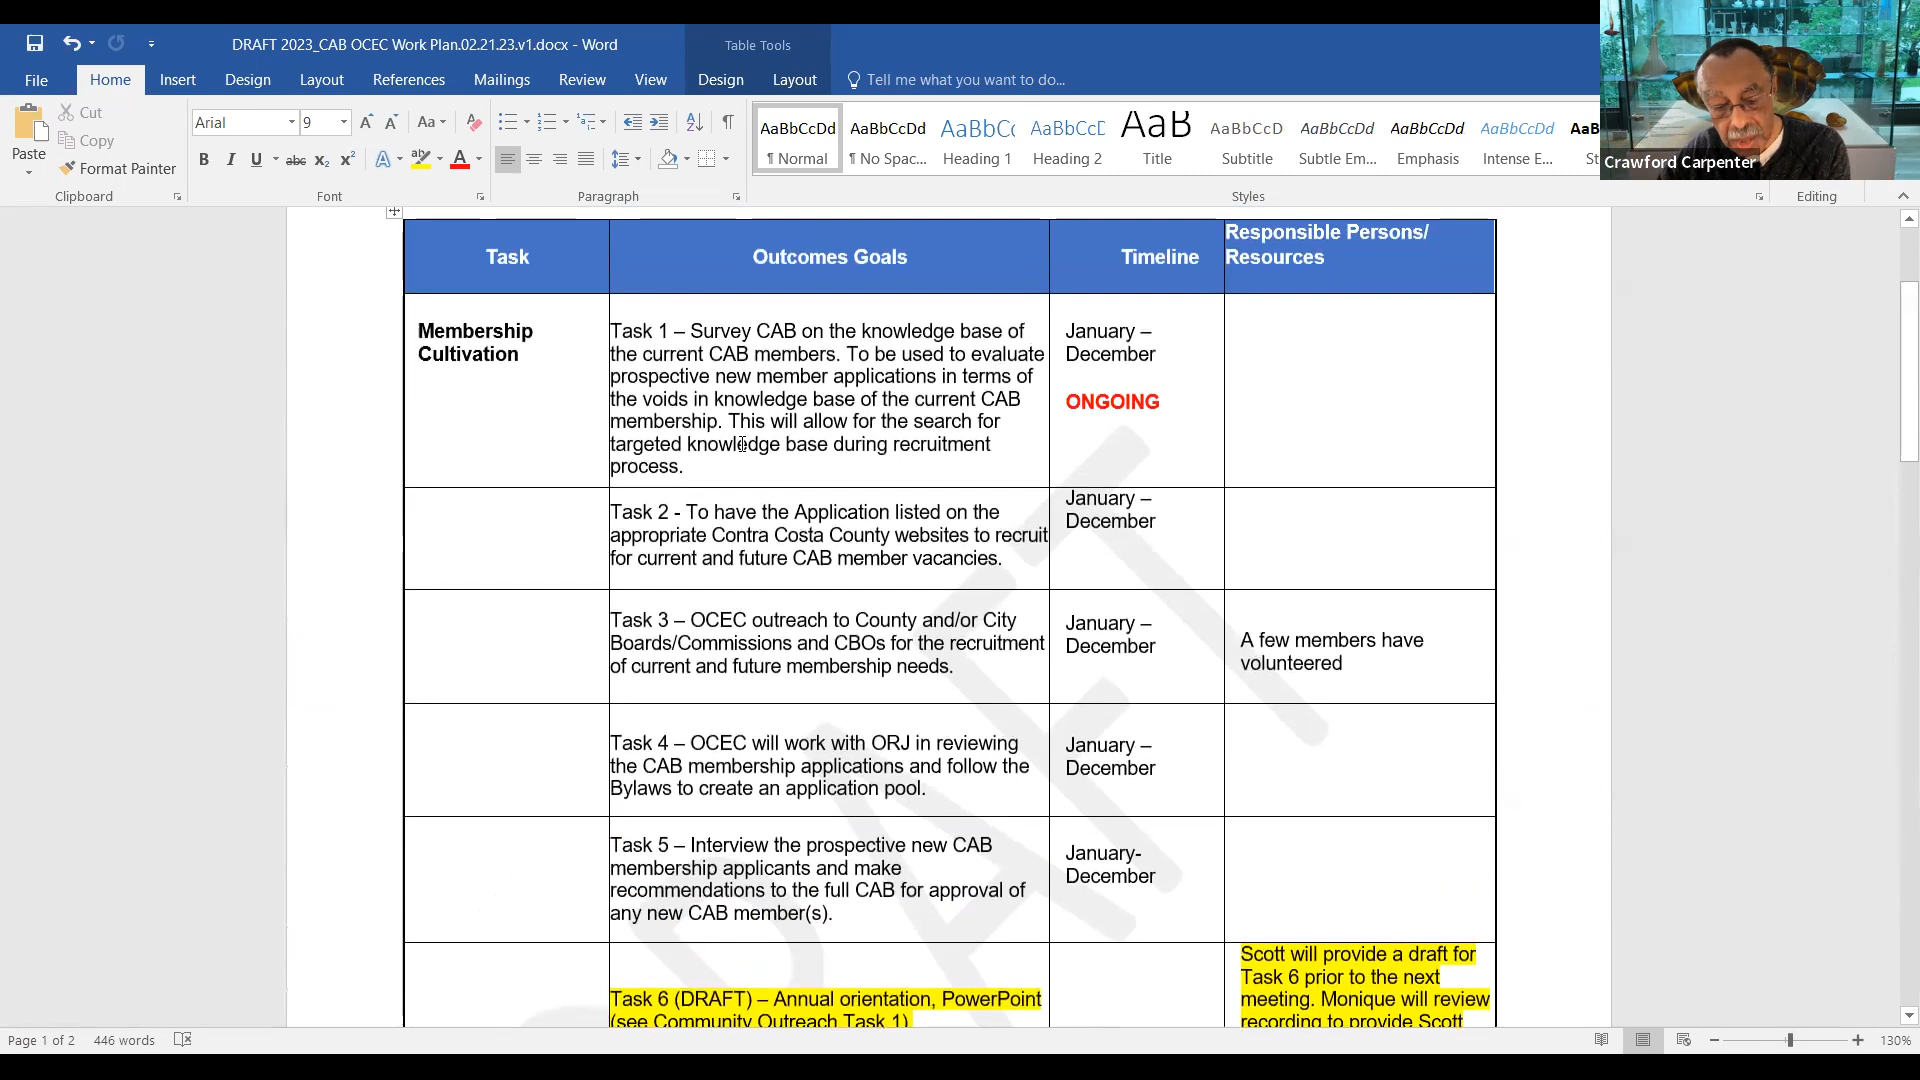 DRAFT 2023_CAB OCEC Work Plan.02.21.23.v1.docx - Word
Table Tools
File
Home
Insert
Design
Layout
References
Mailings
Review
View
Design
Layout
Tell me what you want to do...
Paste
Cut
Copy
Format Painter
Clipboard
Arial
9
Font
Paragraph
AaBbCcDd
¶ Normal
AaBbCcDd
¶ No Spac...
AaBbCc
Heading 1
AaBbCcD
Heading 2
AaB
Title
AaBbCcD
Subtitle
AaBbCcDd
Subtle Em...
AaBbCcDd
Emphasis
AaBbCcDd
Intense E...
Styles
Editing
Crawford Carpenter
Task
Outcomes Goals
Timeline
Responsible Persons/
Resources
Membership
Cultivation
Task 1 – Survey CAB on the knowledge base of
the current CAB members. To be used to evaluate
prospective new member applications in terms of
the voids in knowledge base of the current CAB
membership. This will allow for the search for
targeted knowledge base during recruitment
process.
January –
December
ONGOING
Task 2 - To have the Application listed on the
appropriate Contra Costa County websites to recruit
for current and future CAB member vacancies.
January –
December
Task 3 – OCEC outreach to County and/or City
Boards/Commissions and CBOs for the recruitment
of current and future membership needs.
January –
December
A few members have
volunteered
Task 4 – OCEC will work with ORJ in reviewing
the CAB membership applications and follow the
Bylaws to create an application pool.
January –
December
Task 5 – Interview the prospective new CAB
membership applicants and make
recommendations to the full CAB for approval of
any new CAB member(s).
January-
December
Task 6 (DRAFT) – Annual orientation, PowerPoint
(see Community Outreach Task 1)
Scott will provide a draft for
Task 6 prior to the next
meeting. Monique will review
recording to provide Scott
DRAFT
Page 1 of 2
446 words
130%